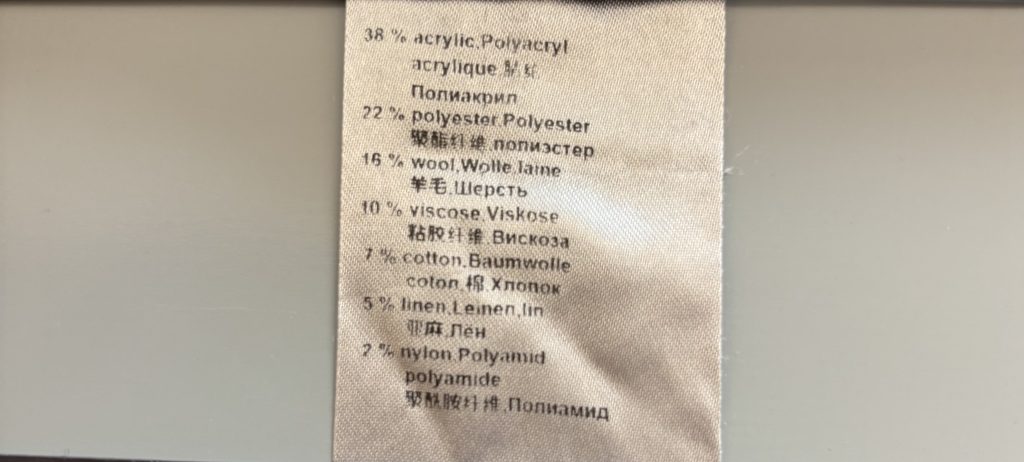 38 % acrylic,Polyacryl
acrylique,腈纶
Полиакрил
22 % polyester,Polyester
聚酯纤维,полиэстер
16 % wool,Wolle,laine
羊毛,Шерсть
10 % viscose,Viskose
粘胶纤维,Вискоза
7 % cotton,Baumwolle
coton,棉,Хлопок
5 % linen,Leinen,lin
亚麻,Лен
2 % nylon,Polyamid
polyamide
聚酰胺纤维,Полиамид